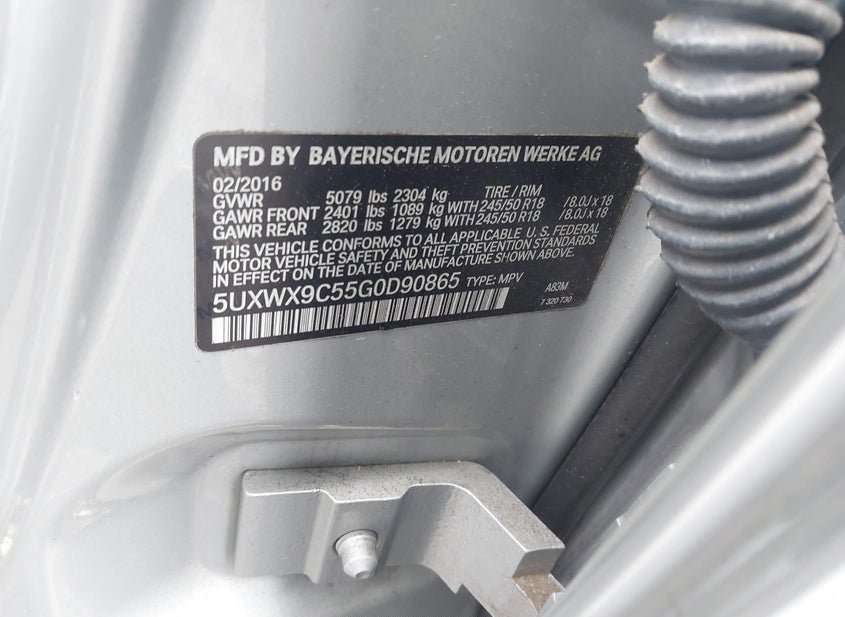 MFD BY BAYERISCHE MOTOREN WERKE AG
02/2016
GVWR 5079 lbs 2304 kg TIRE / RIM
GAWR FRONT 2401 lbs 1089 kg WITH 245/50 R18 /8.0J x 18
GAWR REAR 2820 lbs 1279 kg WITH 245/50 R18 /8.0J x 18
THIS VEHICLE CONFORMS TO ALL APPLICABLE U.S. FEDERAL
MOTOR VEHICLE SAFETY AND THEFT PREVENTION STANDARDS
IN EFFECT ON THE DATE OF MANUFACTURE SHOWN ABOVE.
5UXWX9C55G0D90865 TYPE: MPV AB3M
7 320 730